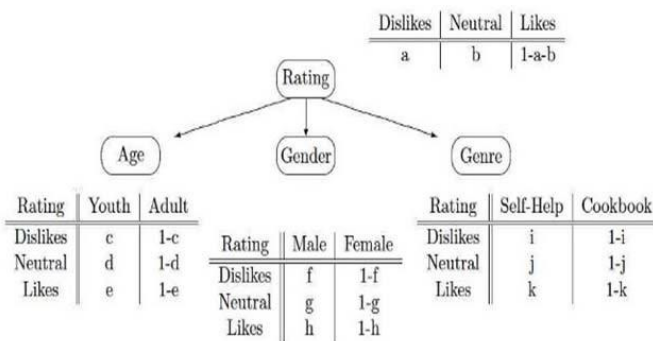 Dislikes Neutral Likes
a b 1-a-b
Rating
Age Gender Genre
Rating Youth Adult
Dislikes c 1-c
Neutral d 1-d
Likes e 1-e
Rating Male Female
Dislikes f 1-f
Neutral g 1-g
Likes h 1-h
Rating Self-Help Cookbook
Dislikes i 1-i
Neutral j 1-j
Likes k 1-k